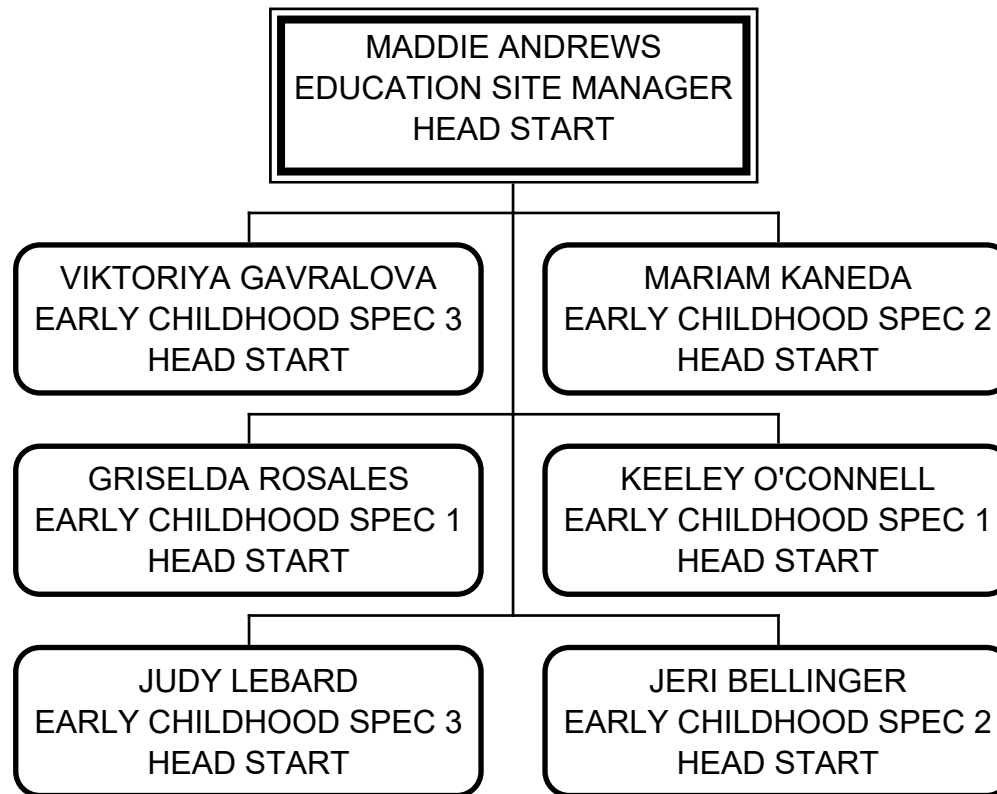 MADDIE ANDREWS
EDUCATION SITE MANAGER
HEAD START
VIKTORIYA GAVRALOVA
EARLY CHILDHOOD SPEC 3
HEAD START
MARIAM KANEDA
EARLY CHILDHOOD SPEC 2
HEAD START
GRISELDA ROSALES
EARLY CHILDHOOD SPEC 1
HEAD START
KEELEY O'CONNELL
EARLY CHILDHOOD SPEC 1
HEAD START
JUDY LEBARD
EARLY CHILDHOOD SPEC 3
HEAD START
JERI BELLINGER
EARLY CHILDHOOD SPEC 2
HEAD START